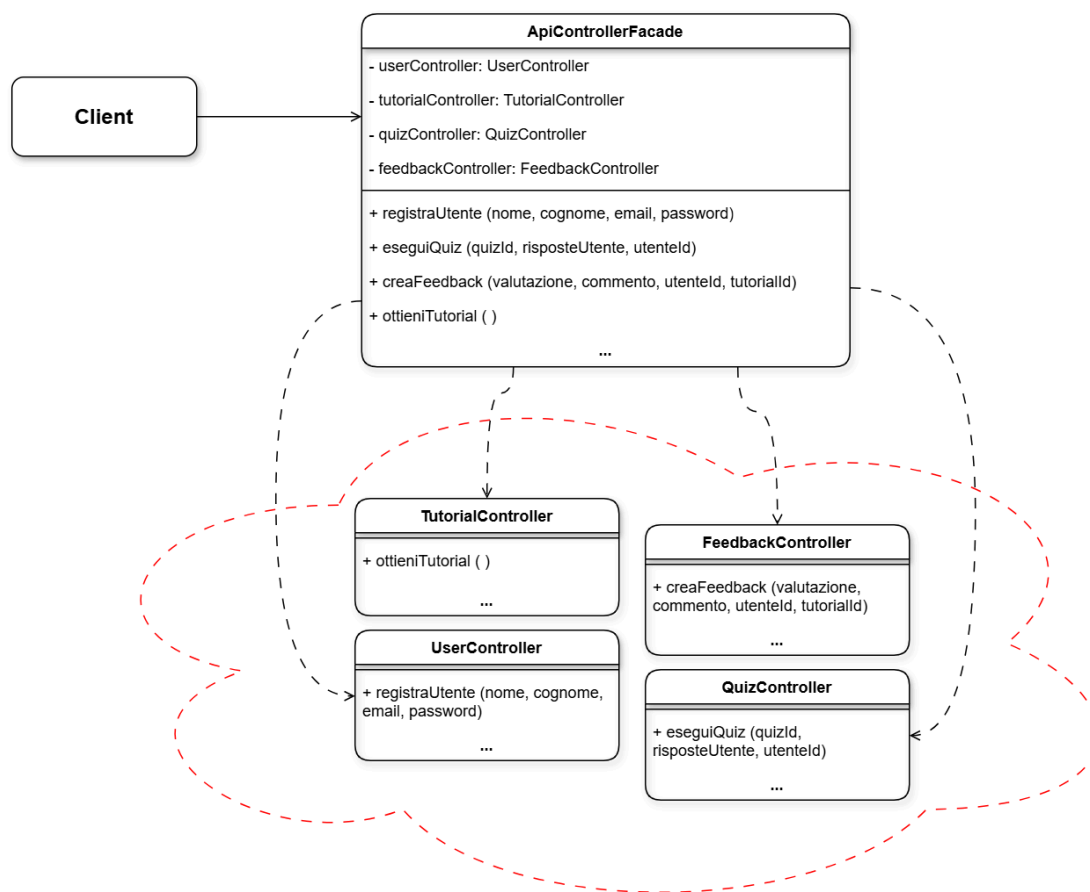 ApiControllerFacade
- userController: UserController
- tutorialController: TutorialController
- quizController: QuizController
- feedbackController: FeedbackController
+ registraUtente (nome, cognome, email, password)
+ eseguiQuiz (quizId, risposteUtente, utenteId)
+ creaFeedback (valutazione, commento, utenteId, tutorialId)
+ ottieniTutorial ( )
...
Client
TutorialController
+ ottieniTutorial ( )
...
UserController
+ registraUtente (nome, cognome,
email, password)
...
FeedbackController
+ creaFeedback (valutazione,
commento, utenteId, tutorialId)
...
QuizController
+ eseguiQuiz (quizId,
risposteUtente, utenteId)
...